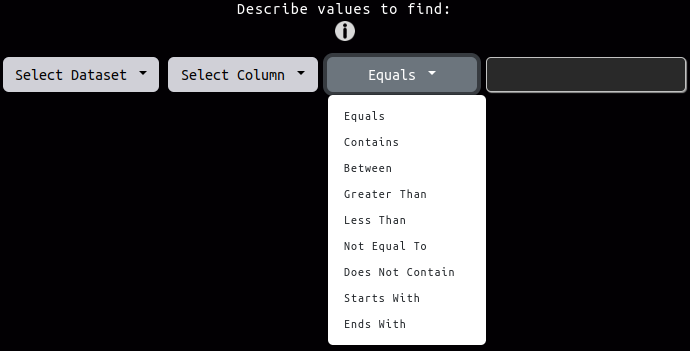 Describe values to find:
Select Dataset Select Column Equals
Equals
Contains
Between
Greater Than
Less Than
Not Equal To
Does Not Contain
Starts With
Ends With